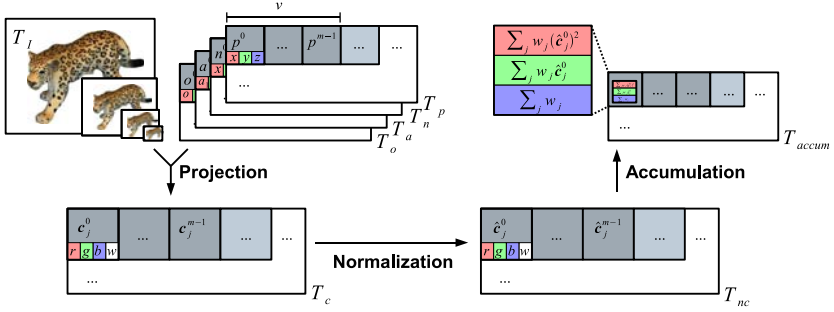 T_I
v
o
o
a
a
n
x
p^0 ... p^{m-1} ... ...
x y z
...
T_p
T_n
T_a
T_o
∑_j w_j(ĉ_j^0)^2
∑_j w_j ĉ_j^0
∑_j w_j
... ... ... ...
...
T_accum
Projection
Accumulation
c_j^0 ... c_j^{m-1} ... ...
r g b w
...
T_c
Normalization
ĉ_j^0 ... ĉ_j^{m-1} ... ...
r g b w
...
T_nc